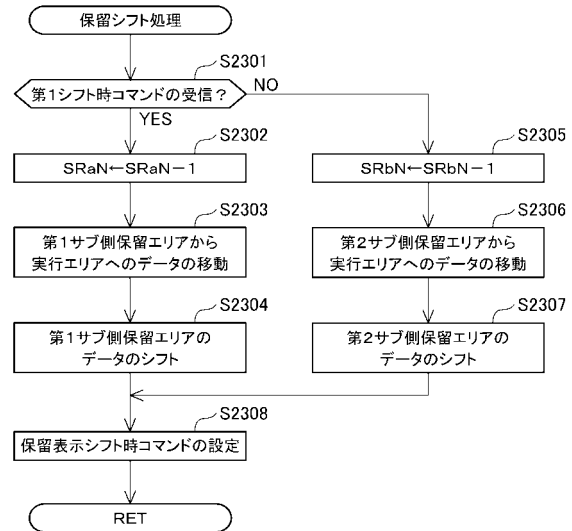 保留シフト処理
S2301
第1シフト時コマンドの受信?
NO
YES
S2302
SRaN←SRaN-1
S2305
SRbN←SRbN-1
S2303
第1サブ側保留エリアから
実行エリアへのデータの移動
S2306
第2サブ側保留エリアから
実行エリアへのデータの移動
S2304
第1サブ側保留エリアの
データのシフト
S2307
第2サブ側保留エリアの
データのシフト
S2308
保留表示シフト時コマンドの設定
RET